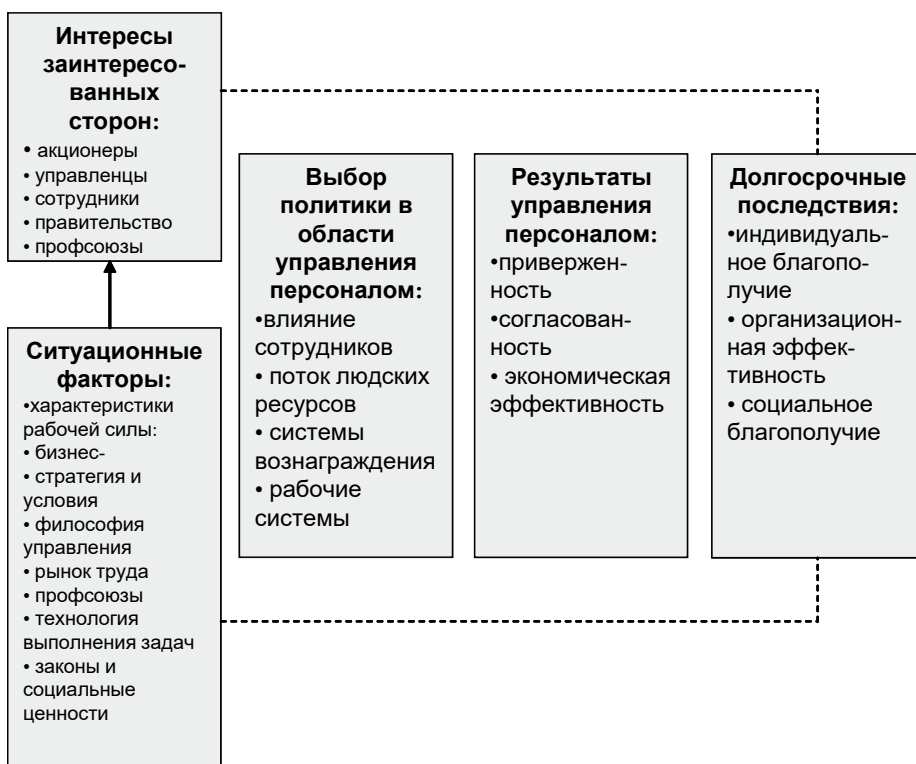 Интересы
заинтересо-
ванных
сторон:
• акционеры
• управленцы
• сотрудники
• правительство
• профсоюзы
Ситуационные
факторы:
•характеристики
рабочей силы:
• бизнес-
• стратегия и
условия
• философия
управления
• рынок труда
• профсоюзы
• технология
выполнения задач
• законы и
социальные
ценности
Выбор
политики в
области
управления
персоналом:
•влияние
сотрудников
• поток людских
ресурсов
• системы
вознаграждения
• рабочие
системы
Результаты
управления
персоналом:
•привержен-
ность
•согласован-
ность
• экономическая
эффективность
Долгосрочные
последствия:
•индивидуаль-
ное благопо-
лучие
• организацион-
ная эффек-
тивность
• социальное
благополучие